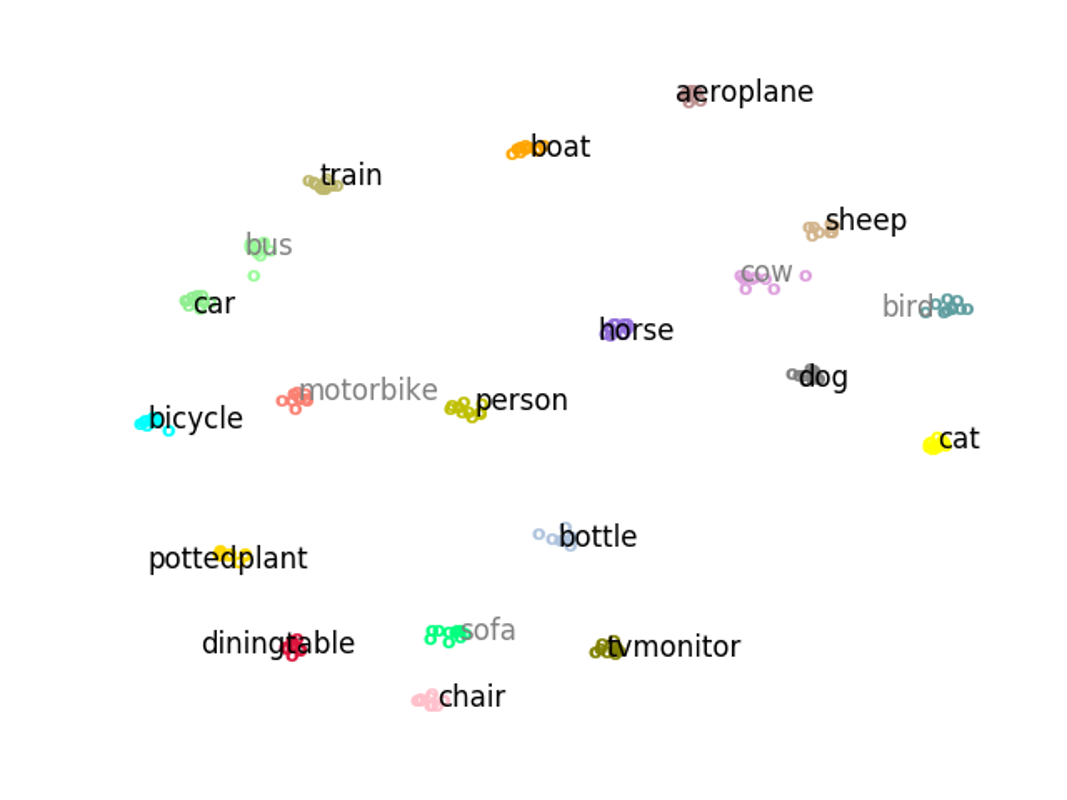 aeroplane
boat
train
sheep
bus
cow
car
bird
horse
dog
motorbike
person
bicycle
cat
bottle
pottedplant
sofa
diningtable
tvmonitor
chair